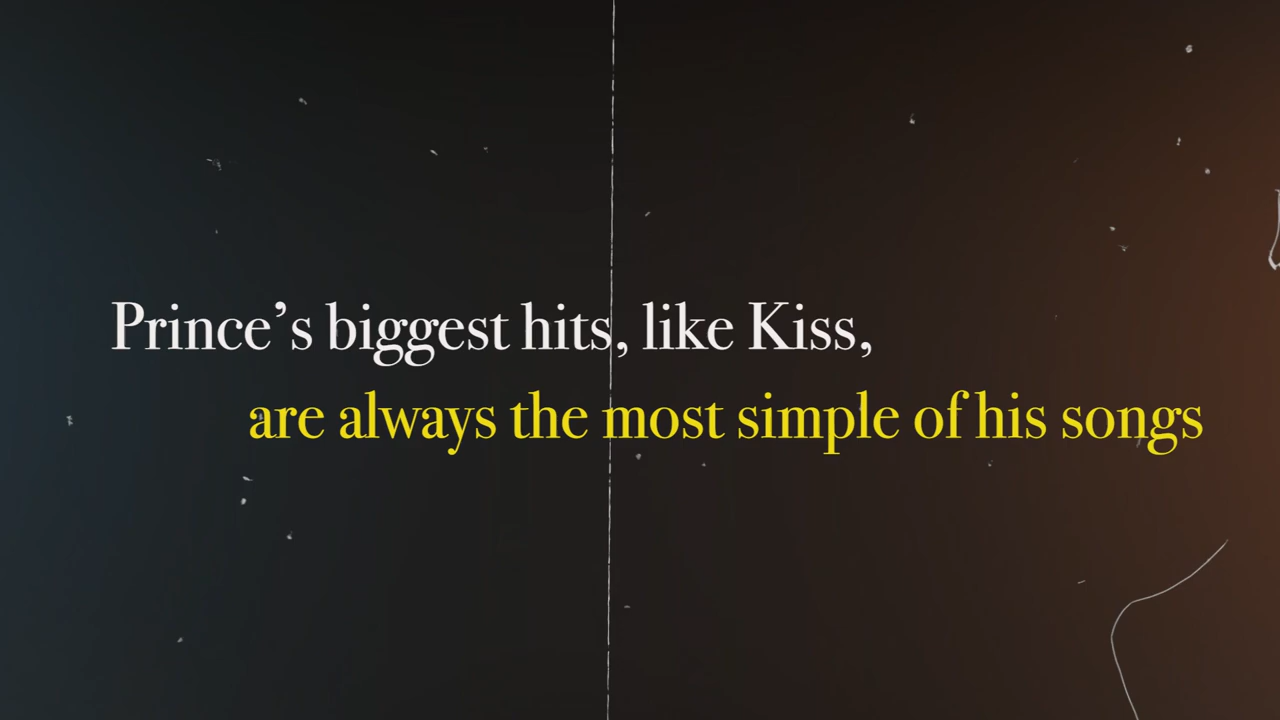 Prince’s biggest hits, like Kiss,
are always the most simple of his songs